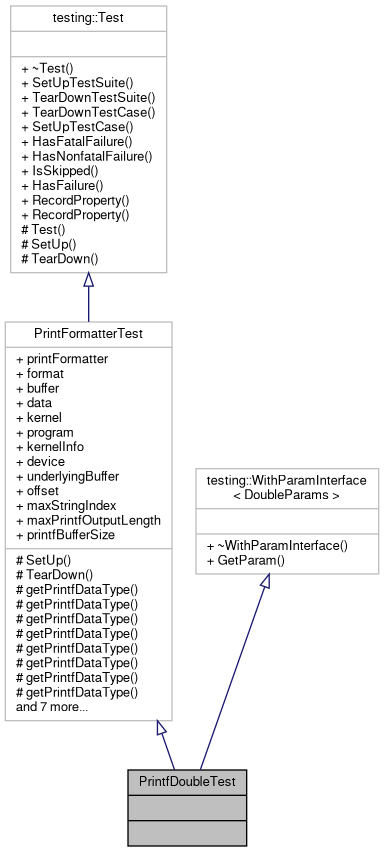 testing::Test
+ ~Test()
+ SetUpTestSuite()
+ TearDownTestSuite()
+ TearDownTestCase()
+ SetUpTestCase()
+ HasFatalFailure()
+ HasNonfatalFailure()
+ IsSkipped()
+ HasFailure()
+ RecordProperty()
+ RecordProperty()
# Test()
# SetUp()
# TearDown()
PrintFormatterTest
+ printFormatter
+ format
+ buffer
+ data
+ kernel
+ program
+ kernelInfo
+ device
+ underlyingBuffer
+ offset
+ maxStringIndex
+ maxPrintfOutputLength
+ printfBufferSize
# SetUp()
# TearDown()
# getPrintfDataType()
# getPrintfDataType()
# getPrintfDataType()
# getPrintfDataType()
# getPrintfDataType()
# getPrintfDataType()
# getPrintfDataType()
# getPrintfDataType()
and 7 more...
testing::WithParamInterface
< DoubleParams >
+ ~WithParamInterface()
+ GetParam()
PrintfDoubleTest